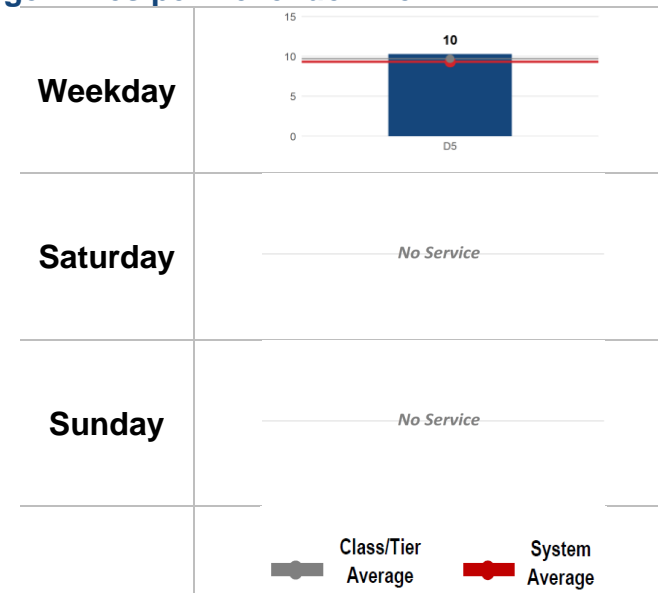 Weekday
15
10
5
0
10
D5
Saturday
No Service
Sunday
No Service
Class/Tier
Average
System
Average